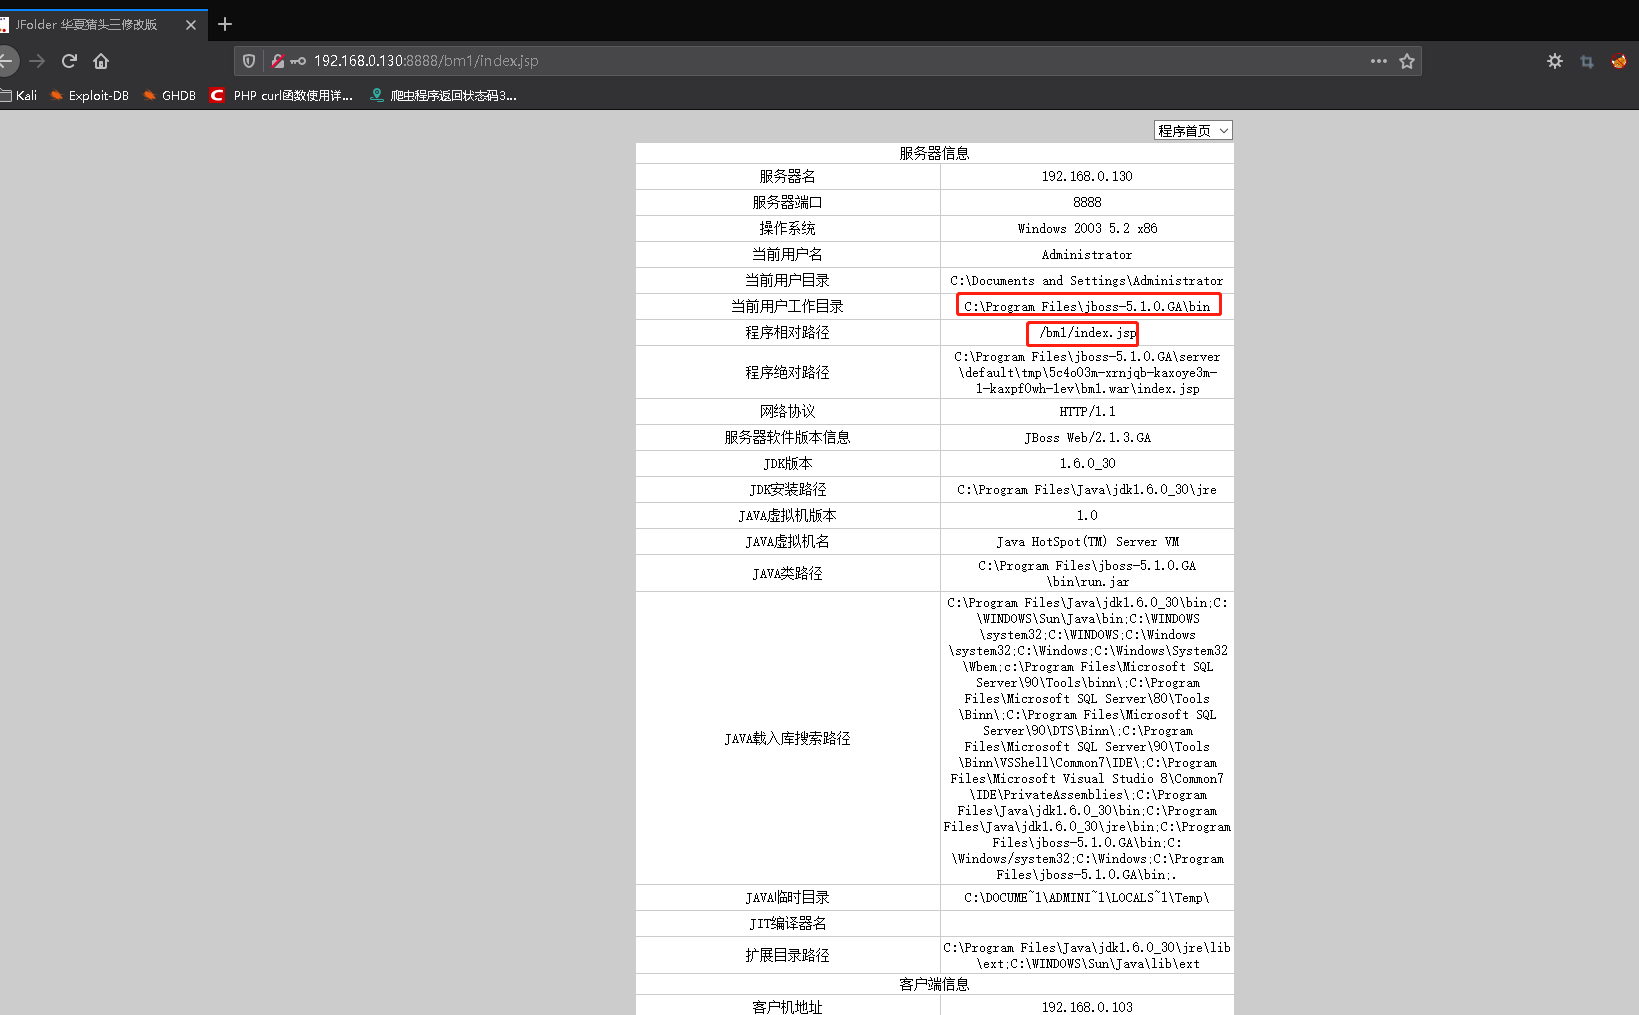 JFolder 华夏猪头三修改版
192.168.0.130:8888/bm1/index.jsp
Kali
Exploit-DB
GHDB
PHP curl函数使用详...
爬虫程序返回状态码3...
程序首页
服务器信息
服务器名
192.168.0.130
服务器端口
8888
操作系统
Windows 2003 5.2 x86
当前用户名
Administrator
当前用户目录
C:\Documents and Settings\Administrator
当前用户工作目录
C:\Program Files\jboss-5.1.0.GA\bin
程序相对路径
/bm1/index.jsp
程序绝对路径
C:\Program Files\jboss-5.1.0.GA\server
\default\tmp\5c4o03m-xrnjqb-kaxoye3m-
1-kaxpf0wh-1ev\bm1.war\index.jsp
网络协议
HTTP/1.1
服务器软件版本信息
JBoss Web/2.1.3.GA
JDK版本
1.6.0_30
JDK安装路径
C:\Program Files\Java\jdk1.6.0_30\jre
JAVA虚拟机版本
1.0
JAVA虚拟机名
Java HotSpot(TM) Server VM
JAVA类路径
C:\Program Files\jboss-5.1.0.GA
\bin\run.jar
JAVA载入库搜索路径
C:\Program Files\Java\jdk1.6.0_30\bin;C:
\WINDOWS\Sun\Java\bin;C:\WINDOWS
\system32;C:\WINDOWS;C:\Windows
\system32;C:\Windows;C:\Windows\System32
\Wbem;c:\Program Files\Microsoft SQL
Server\90\Tools\binn\;C:\Program
Files\Microsoft SQL Server\80\Tools
\Binn\;C:\Program Files\Microsoft SQL
Server\90\DTS\Binn\;C:\Program
Files\Microsoft SQL Server\90\Tools
\Binn\VSShell\Common7\IDE\;C:\Program
Files\Microsoft Visual Studio 8\Common7
\IDE\PrivateAssemblies\;C:\Program
Files\Java\jdk1.6.0_30\bin;C:\Program
Files\Java\jdk1.6.0_30\jre\bin;C:\Program
Files\jboss-5.1.0.GA\bin;C:
\Windows/system32;C:\Windows;C:\Program
Files\jboss-5.1.0.GA\bin;.
JAVA临时目录
C:\DOCUME~1\ADMINI~1\LOCALS~1\Temp\
JIT编译器名
扩展目录路径
C:\Program Files\Java\jdk1.6.0_30\jre\lib
\ext;C:\WINDOWS\Sun\Java\lib\ext
客户端信息
客户机地址
192.168.0.103